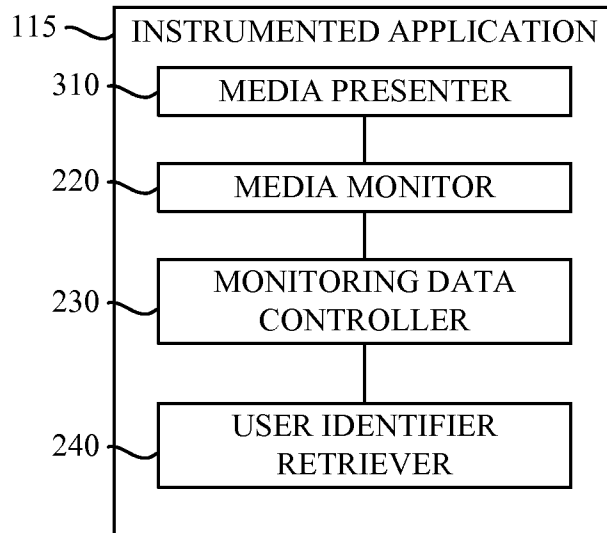 115 INSTRUMENTED APPLICATION
310 MEDIA PRESENTER
220 MEDIA MONITOR
230 MONITORING DATA
CONTROLLER
240 USER IDENTIFIER
RETRIEVER